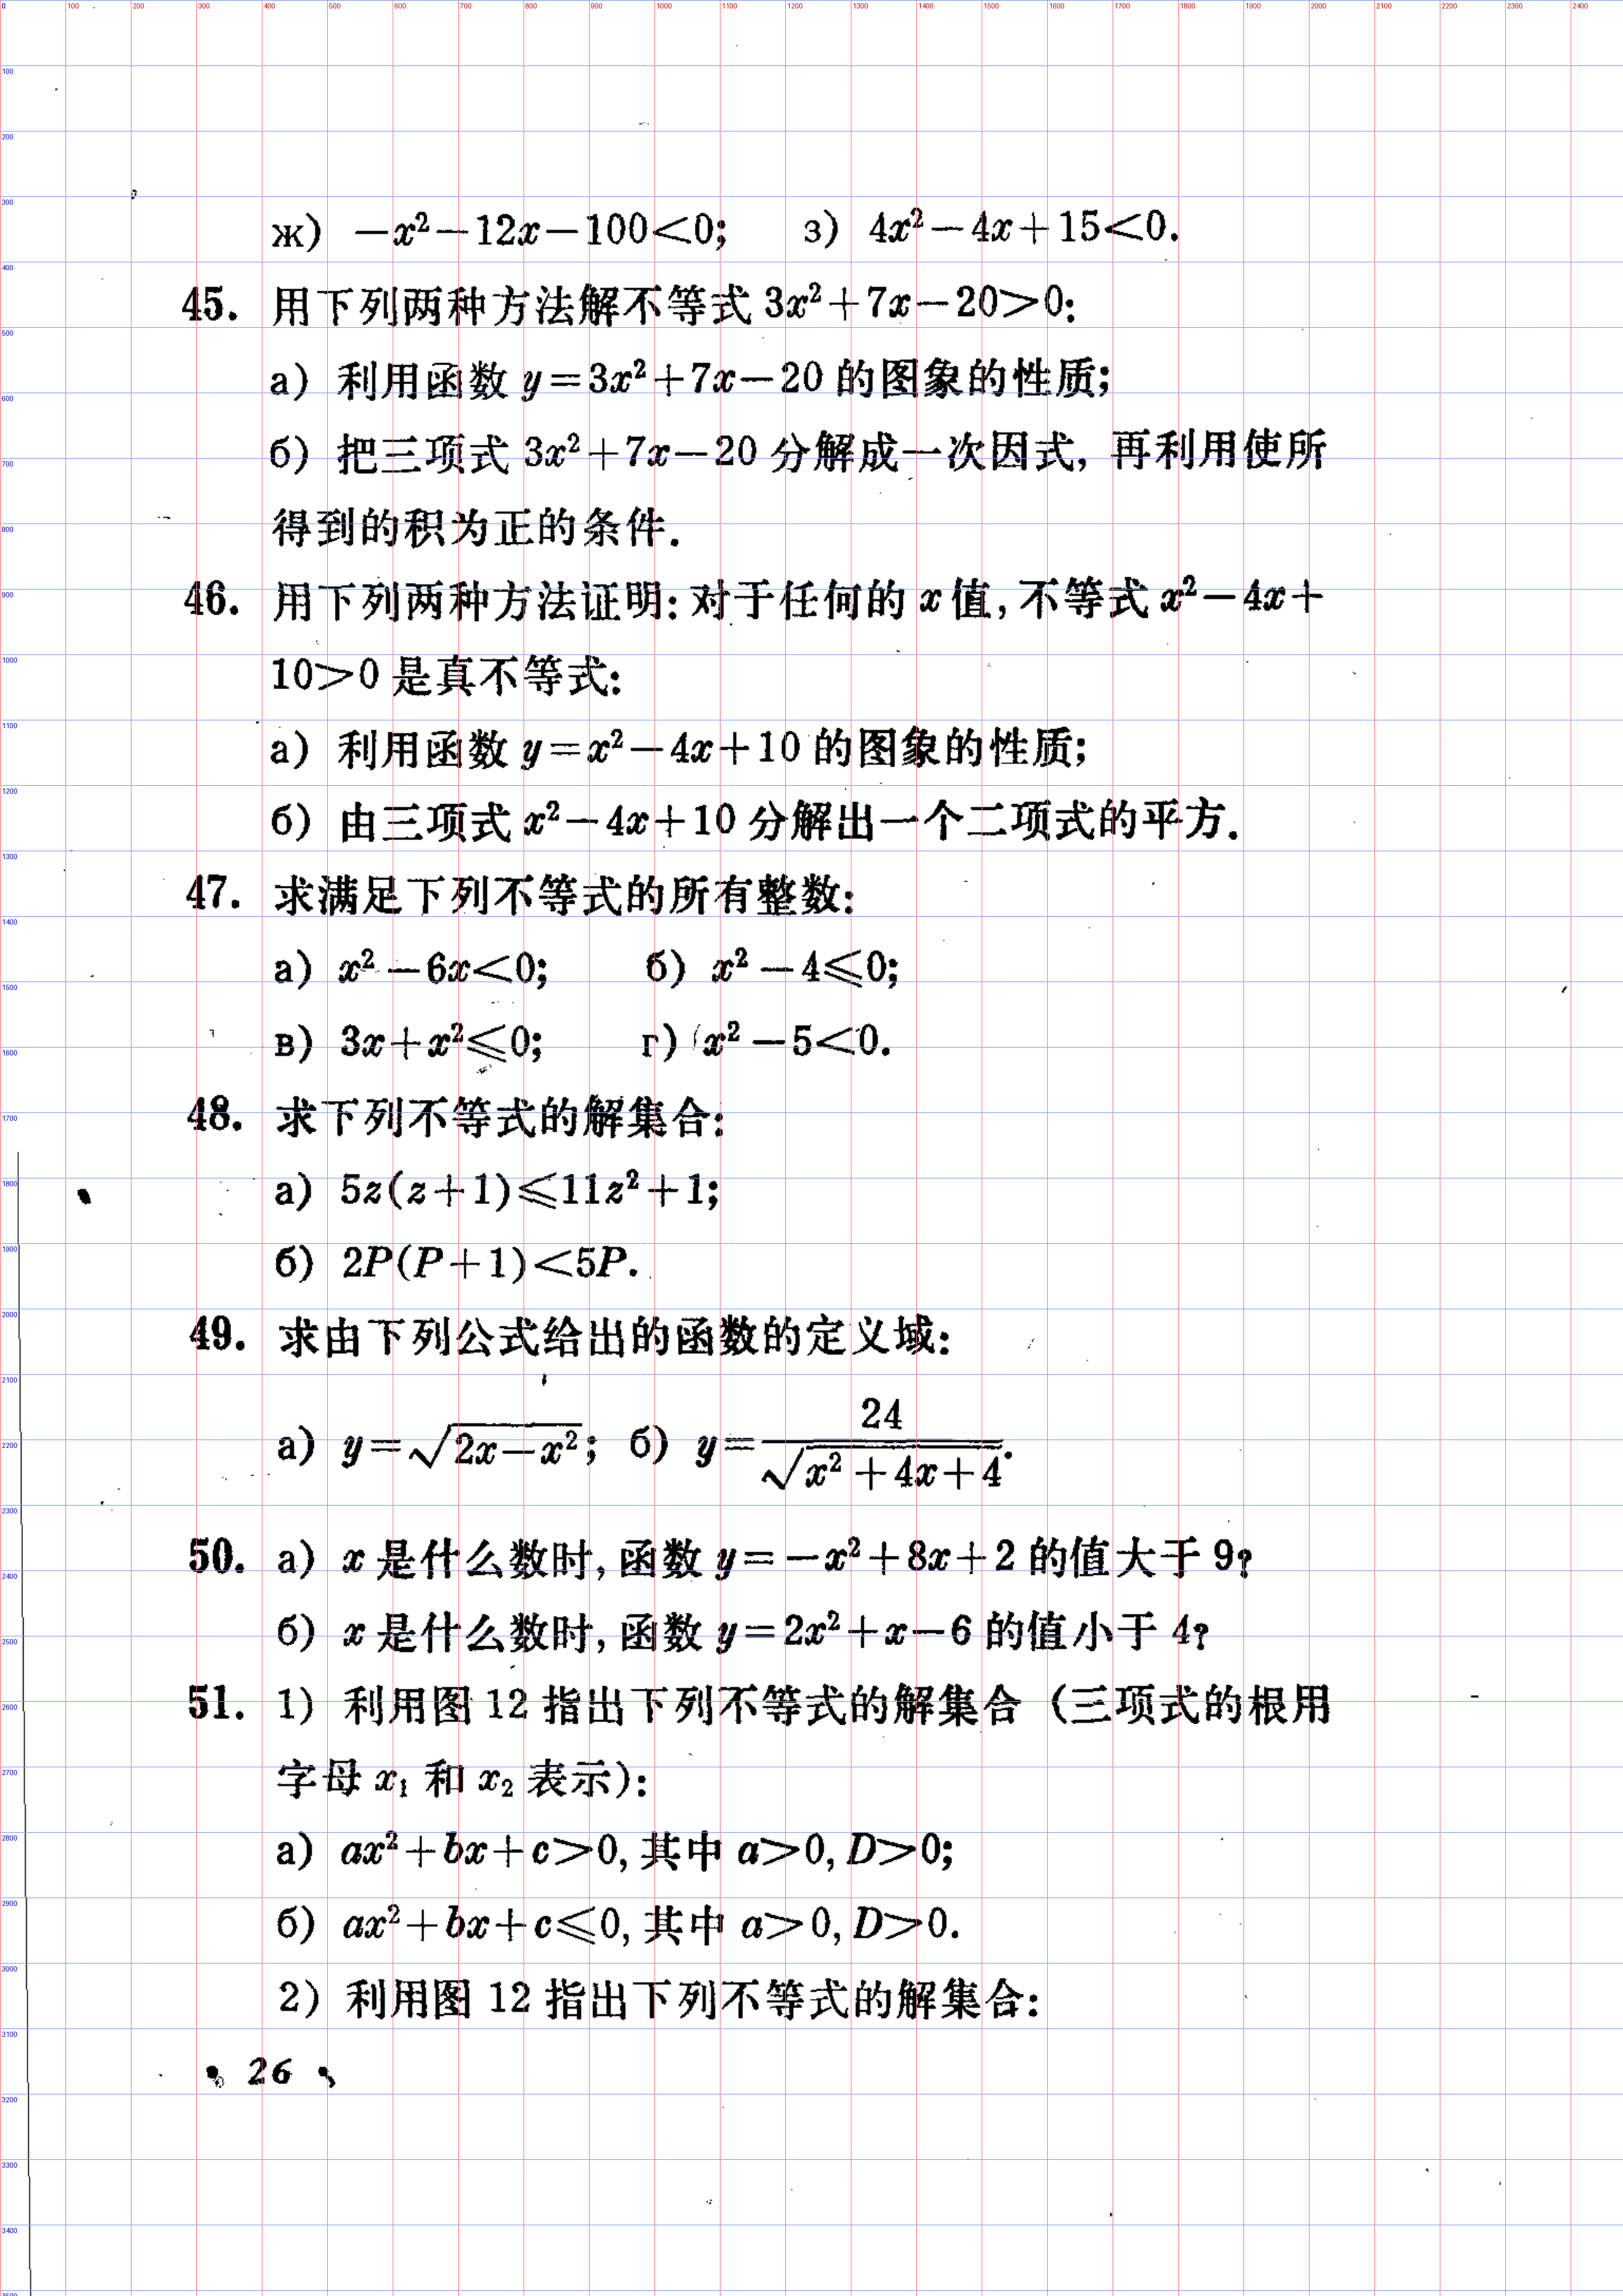 ж) −x²−12x−100<0; з) 4x²−4x+15<0.
45. 用下列两种方法解不等式 3x²+7x−20>0:
а) 利用函数 y=3x²+7x−20 的图象的性质;
б) 把三项式 3x²+7x−20 分解成一次因式, 再利用使所
得到的积为正的条件.
46. 用下列两种方法证明: 对于任何的 x 值, 不等式 x²−4x+
10>0 是真不等式:
а) 利用函数 y=x²−4x+10 的图象的性质;
б) 由三项式 x²−4x+10 分解出一个二项式的平方.
47. 求满足下列不等式的所有整数:
а) x²−6x<0; б) x²−4⩽0;
в) 3x+x²⩽0; г) x²−5<0.
48. 求下列不等式的解集合:
а) 5z(z+1)⩽11z²+1;
б) 2P(P+1)<5P.
49. 求由下列公式给出的函数的定义域:
а) y=√(2x−x²); б) y=24/√(x²+4x+4).
50. а) x 是什么数时, 函数 y=−x²+8x+2 的值大于 9?
б) x 是什么数时, 函数 y=2x²+x−6 的值小于 4?
51. 1) 利用图 12 指出下列不等式的解集合 (三项式的根用
字母 x₁ 和 x₂ 表示):
а) ax²+bx+c>0, 其中 a>0, D>0;
б) ax²+bx+c⩽0, 其中 a>0, D>0.
2) 利用图 12 指出下列不等式的解集合:
• 26 •